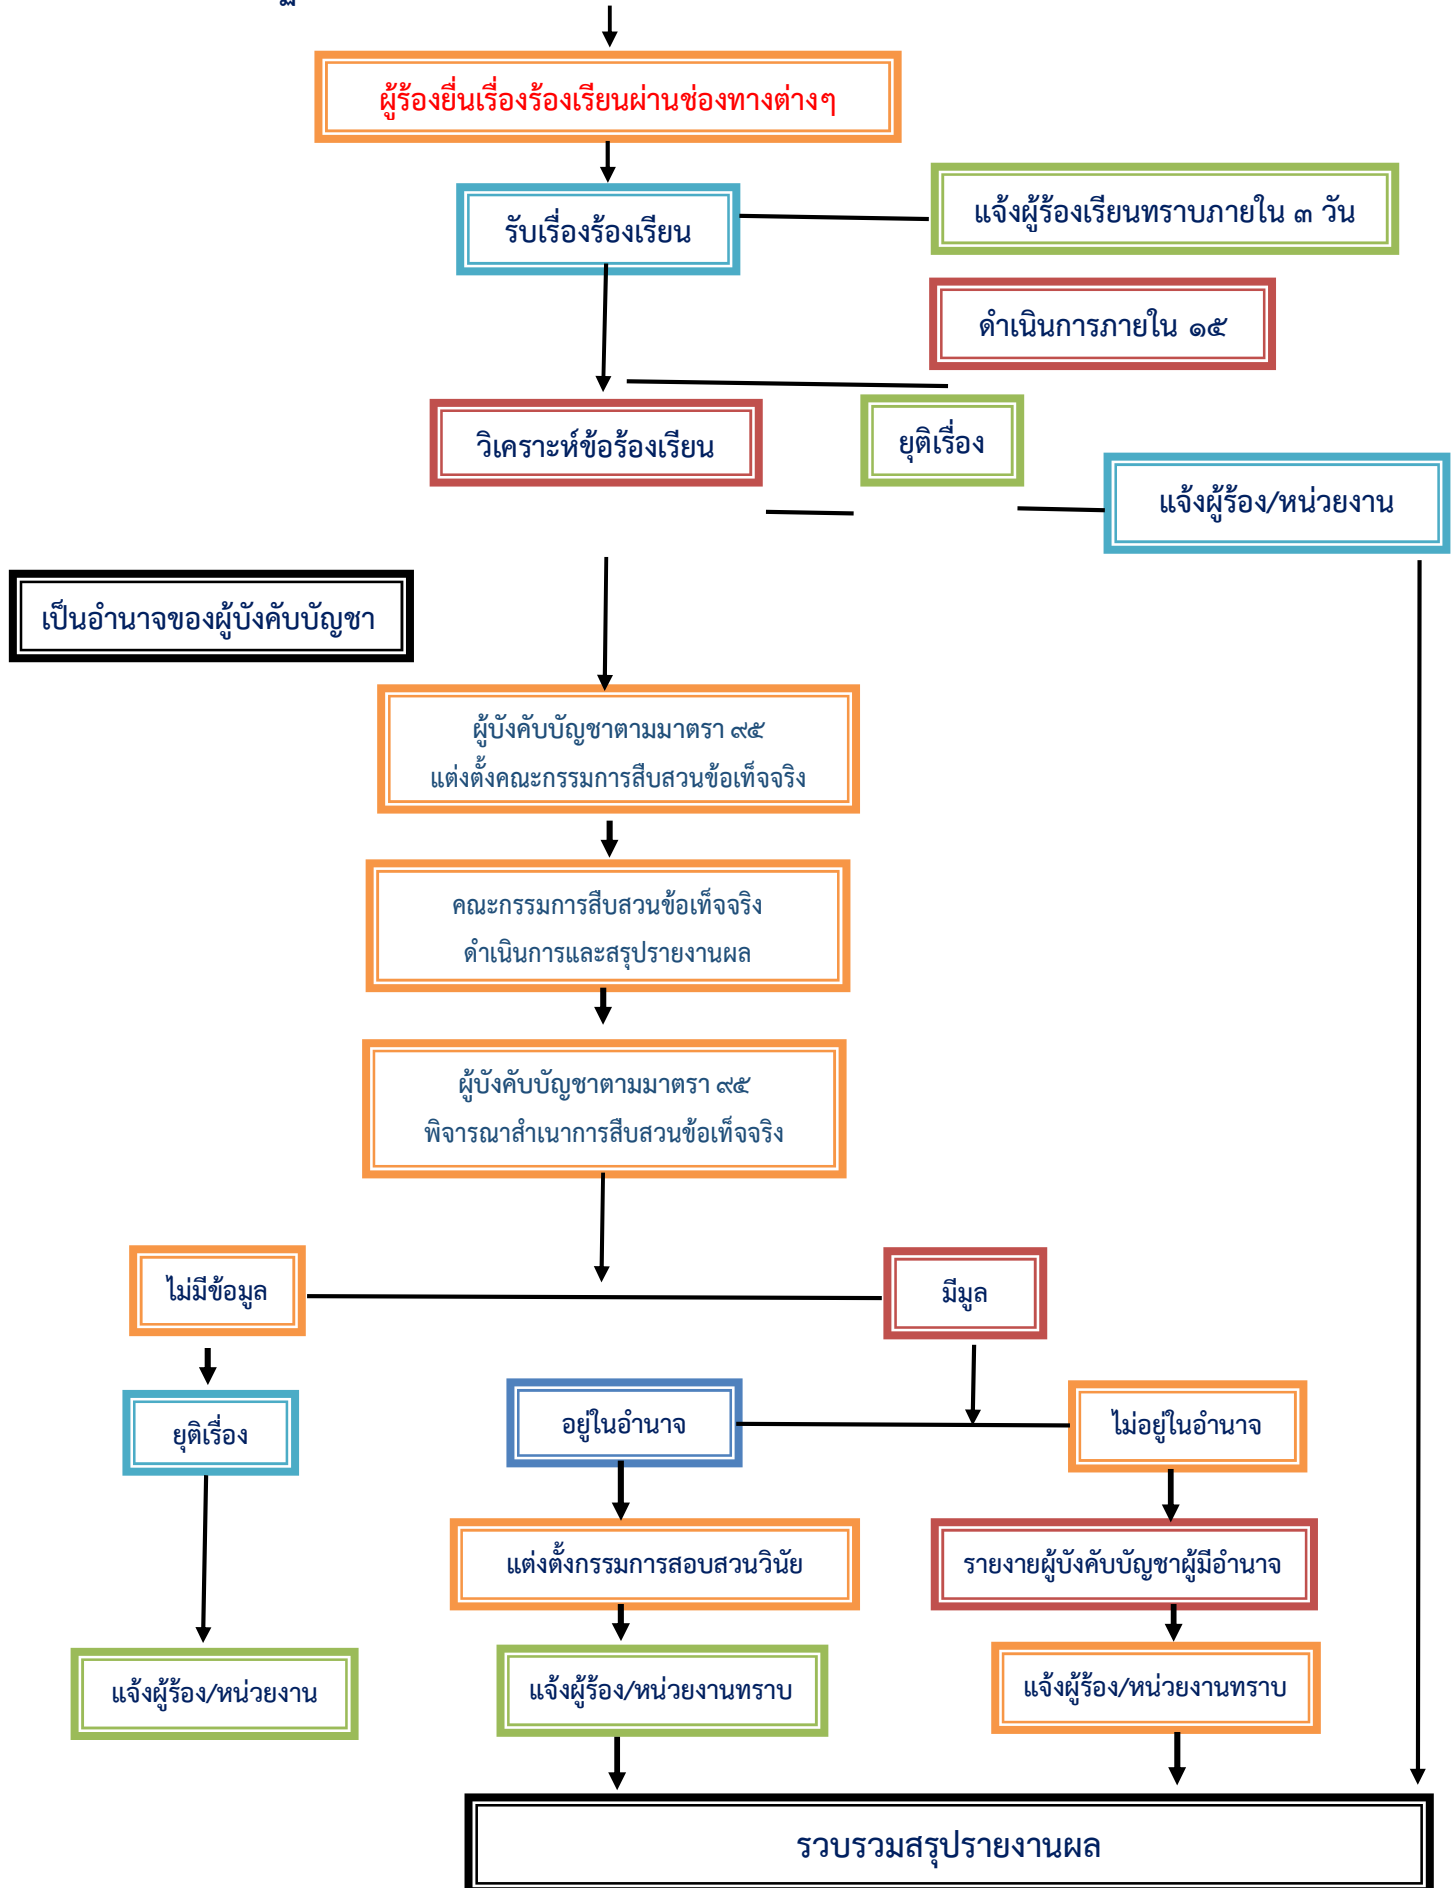 ผู้ร้องยื่นเรื่องร้องเรียนผ่านช่องทางต่างๆ
รับเรื่องร้องเรียน
แจ้งผู้ร้องเรียนทราบภายใน ๓ วัน
ดำเนินการภายใน ๑๕
วิเคราะห์ข้อร้องเรียน
ยุติเรื่อง
แจ้งผู้ร้อง/หน่วยงาน
เป็นอำนาจของผู้บังคับบัญชา
ผู้บังคับบัญชาตามมาตรา ๙๕
แต่งตั้งคณะกรรมการสืบสวนข้อเท็จจริง
คณะกรรมการสืบสวนข้อเท็จจริง
ดำเนินการและสรุปรายงานผล
ผู้บังคับบัญชาตามมาตรา ๙๕
พิจารณาสำเนาการสืบสวนข้อเท็จจริง
ไม่มีข้อมูล
มีมูล
ยุติเรื่อง
อยู่ในอำนาจ
ไม่อยู่ในอำนาจ
แต่งตั้งกรรมการสอบสวนวินัย
รายงายผู้บังคับบัญชาผู้มีอำนาจ
แจ้งผู้ร้อง/หน่วยงาน
แจ้งผู้ร้อง/หน่วยงานทราบ
แจ้งผู้ร้อง/หน่วยงานทราบ
รวบรวมสรุปรายงานผล